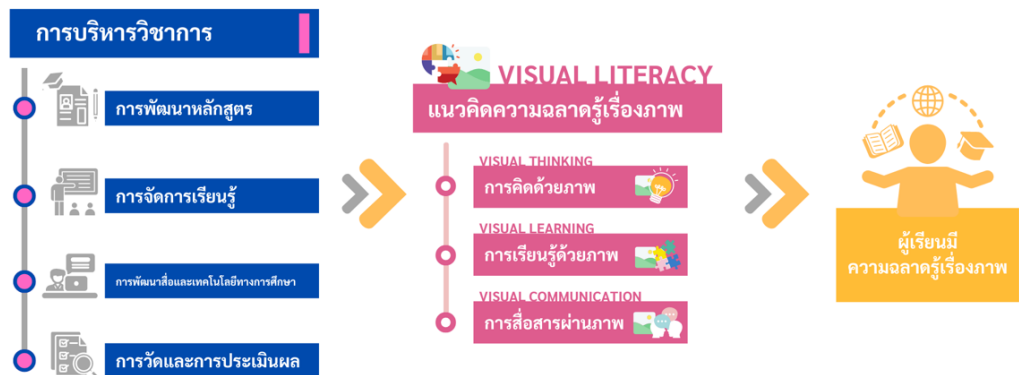 การบริหารวิชาการ
การพัฒนาหลักสูตร
การจัดการเรียนรู้
การพัฒนาสื่อและเทคโนโลยีทางการศึกษา
การวัดและการประเมินผล
VISUAL LITERACY
แนวคิดความฉลาดรู้เรื่องภาพ
VISUAL THINKING
การคิดด้วยภาพ
VISUAL LEARNING
การเรียนรู้ด้วยภาพ
VISUAL COMMUNICATION
การสื่อสารผ่านภาพ
ผู้เรียนมี
ความฉลาดรู้เรื่องภาพ